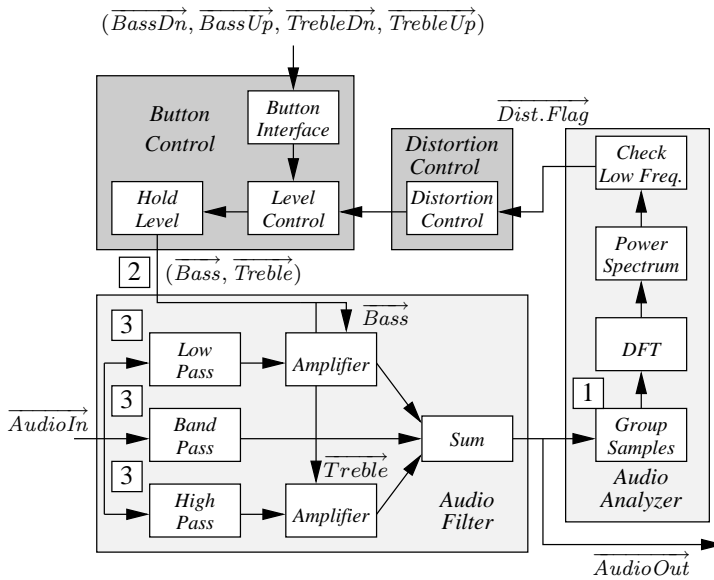 (BassDn, BassUp, TrebleDn, TrebleUp)
Button
Control
Button
Interface
Hold
Level
Level
Control
Distortion
Control
Distortion
Control
Dist.Flag
Check
Low Freq.
Power
Spectrum
DFT
1
Group
Samples
Audio
Analyzer
2
(Bass, Treble)
Bass
3
Low
Pass
Amplifier
AudioIn
3
Band
Pass
Sum
Treble
3
High
Pass
Amplifier
Audio
Filter
AudioOut